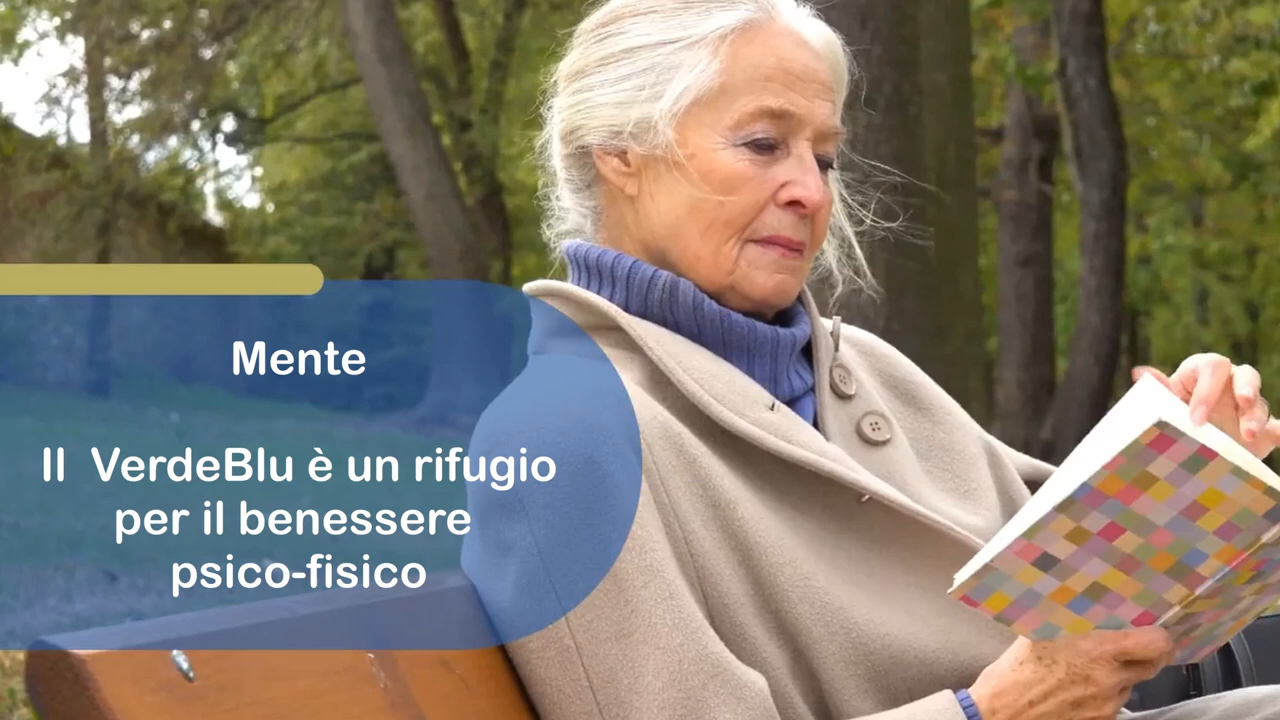 Mente
Il VerdeBlu è un rifugio
per il benessere
psico-fisico